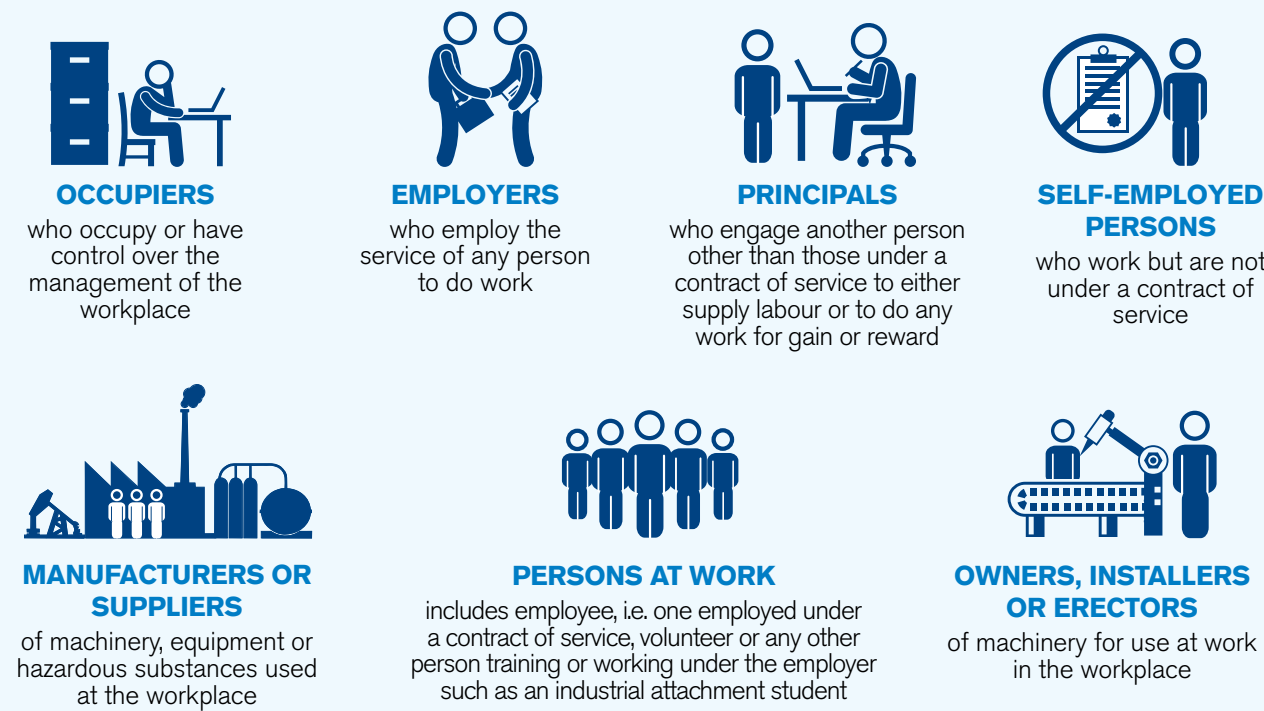 OCCUPIERS
who occupy or have
control over the
management of the
workplace
EMPLOYERS
who employ the
service of any person
to do work
PRINCIPALS
who engage another person
other than those under a
contract of service to either
supply labour or to do any
work for gain or reward
SELF-EMPLOYED
PERSONS
who work but are not
under a contract of
service
MANUFACTURERS OR
SUPPLIERS
of machinery, equipment or
hazardous substances used
at the workplace
PERSONS AT WORK
includes employee, i.e. one employed under
a contract of service, volunteer or any other
person training or working under the employer
such as an industrial attachment student
OWNERS, INSTALLERS
OR ERECTORS
of machinery for use at work
in the workplace